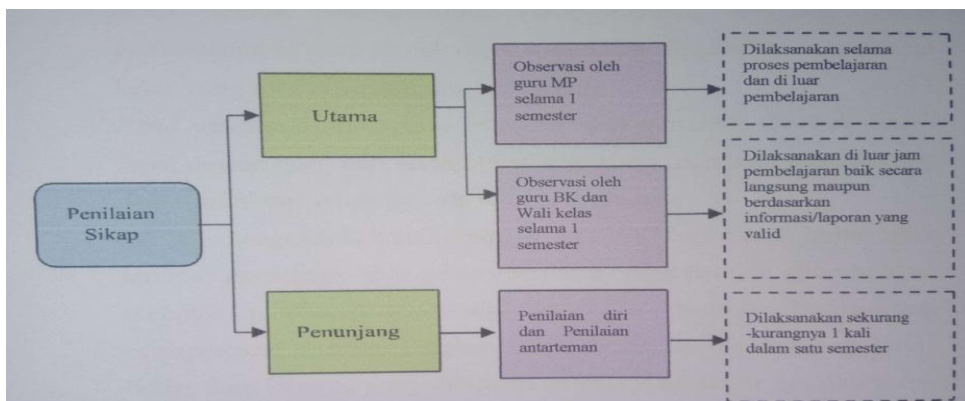 Penilaian
Sikap
Utama
Observasi oleh
guru MP
selama 1
semester
Dilaksanakan selama
proses pembelajaran
dan di luar
pembelajaran
Observasi oleh
guru BK dan
Wali kelas
selama 1
semester
Dilaksanakan di luar jam
pembelajaran baik secara
langsung maupun
berdasarkan
informasi/laporan yang
valid
Penunjang
Penilaian diri
dan Penilaian
antarteman
Dilaksanakan sekurang
-kurangnya 1 kali
dalam satu semester